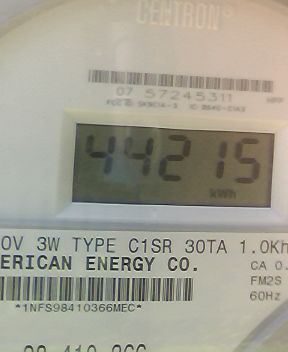 CENTRON®
07 57245311
44215
kWh
0V 3W TYPE C1SR 30TA 1.0Kh
ERICAN ENERGY CO.
CA 0.
FM2S
60Hz
*1NFS98410366MEC*